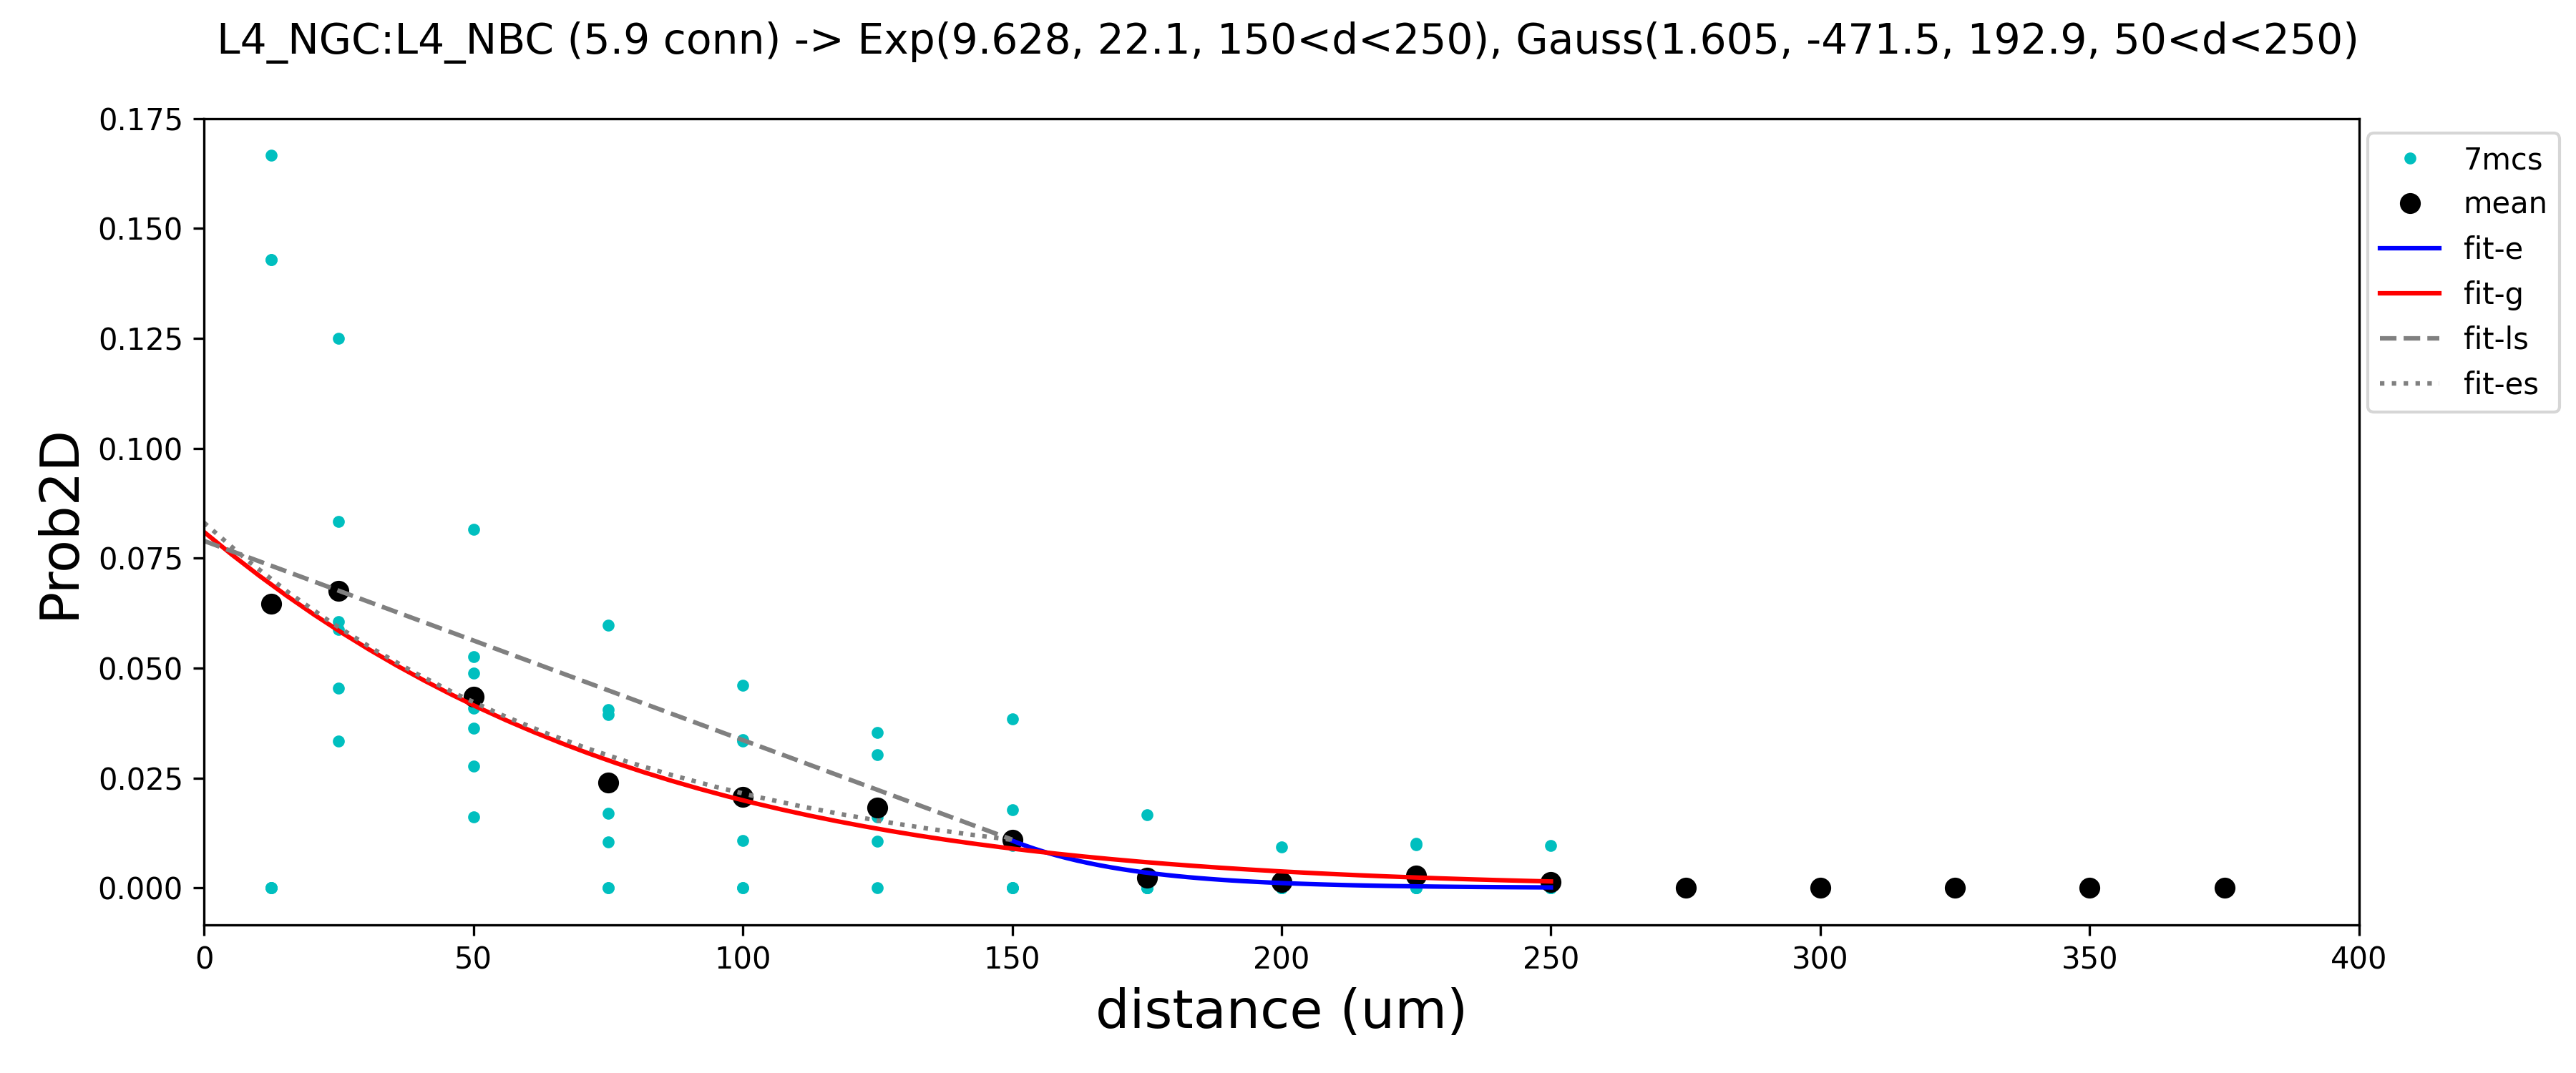 L4_NGC:L4_NBC (5.9 conn) -> Exp(9.628, 22.1, 150<d<250), Gauss(1.605, -471.5, 192.9, 50<d<250)
0.175
0.150
0.125
0.100
0.075
0.050
0.025
0.000
Prob2D
0 50 100 150 200 250 300 350 400
distance (um)
7mcs
mean
fit-e
fit-g
fit-ls
fit-es